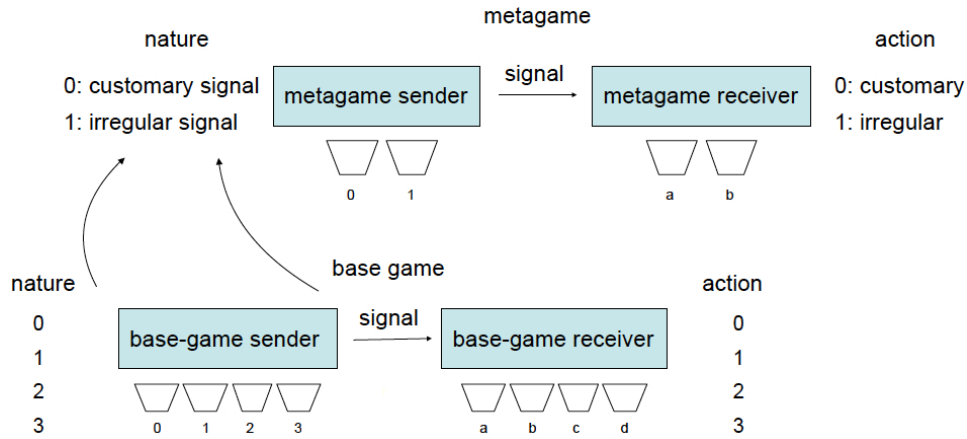 metagame
nature
action
0: customary signal
1: irregular signal
metagame sender
signal
metagame receiver
0: customary
1: irregular
0 1
a b
base game
nature
action
0
1
2
3
base-game sender
signal
base-game receiver
0
1
2
3
0 1 2 3
a b c d